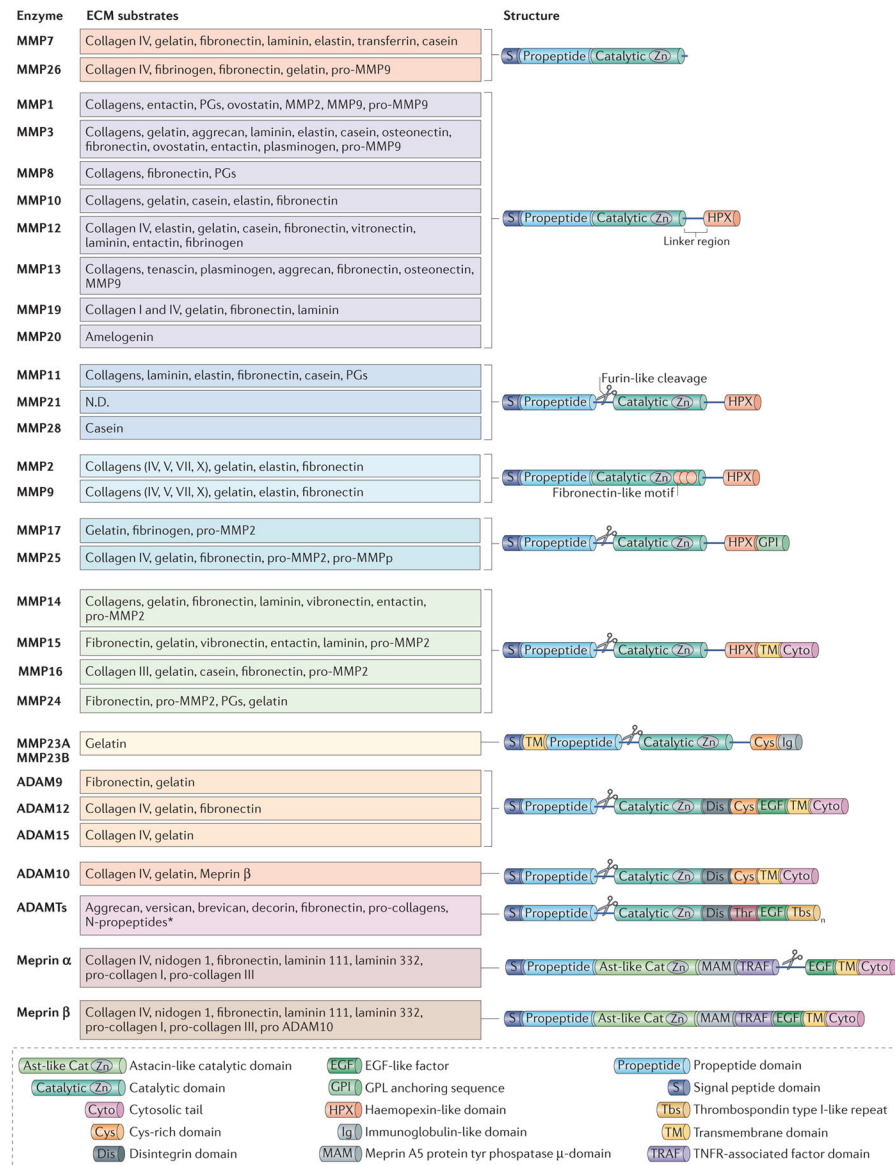 Enzyme ECM substrates Structure
MMP7 Collagen IV, gelatin, fibronectin, laminin, elastin, transferrin, casein
MMP26 Collagen IV, fibrinogen, fibronectin, gelatin, pro-MMP9
S Propeptide Catalytic Zn
MMP1 Collagens, entactin, PGs, ovostatin, MMP2, MMP9, pro-MMP9
MMP3 Collagens, gelatin, aggrecan, laminin, elastin, casein, osteonectin,
fibronectin, ovostatin, entactin, plasminogen, pro-MMP9
MMP8 Collagens, fibronectin, PGs
MMP10 Collagens, gelatin, casein, elastin, fibronectin
MMP12 Collagen IV, elastin, gelatin, casein, fibronectin, vitronectin,
laminin, entactin, fibrinogen
MMP13 Collagens, tenascin, plasminogen, aggrecan, fibronectin, osteonectin,
MMP9
MMP19 Collagen I and IV, gelatin, fibronectin, laminin
MMP20 Amelogenin
S Propeptide Catalytic Zn HPX
Linker region
MMP11 Collagens, laminin, elastin, fibronectin, casein, PGs
MMP21 N.D.
MMP28 Casein
Furin-like cleavage
S Propeptide Catalytic Zn HPX
MMP2 Collagens (IV, V, VII, X), gelatin, elastin, fibronectin
MMP9 Collagens (IV, V, VII, X), gelatin, elastin, fibronectin
S Propeptide Catalytic Zn HPX
Fibronectin-like motif
MMP17 Gelatin, fibrinogen, pro-MMP2
MMP25 Collagen IV, gelatin, fibronectin, pro-MMP2, pro-MMPp
S Propeptide Catalytic Zn HPX GPI
MMP14 Collagens, gelatin, fibronectin, laminin, vibronectin, entactin,
pro-MMP2
MMP15 Fibronectin, gelatin, vibronectin, entactin, laminin, pro-MMP2
MMP16 Collagen III, gelatin, casein, fibronectin, pro-MMP2
MMP24 Fibronectin, pro-MMP2, PGs, gelatin
S Propeptide Catalytic Zn HPX TM Cyto
MMP23A Gelatin
MMP23B
S TM Propeptide Catalytic Zn Cys Ig
ADAM9 Fibronectin, gelatin
ADAM12 Collagen IV, gelatin, fibronectin
ADAM15 Collagen IV, gelatin
S Propeptide Catalytic Zn Dis Cys EGF TM Cyto
ADAM10 Collagen IV, gelatin, Meprin β
S Propeptide Catalytic Zn Dis Cys TM Cyto
ADAMTs Aggrecan, versican, brevican, decorin, fibronectin, pro-collagens,
N-propeptides*
S Propeptide Catalytic Zn Dis Thr EGF Tbs n
Meprin α Collagen IV, nidogen 1, fibronectin, laminin 111, laminin 332,
pro-collagen I, pro-collagen III
S Propeptide Ast-like Cat Zn MAM TRAF EGF TM Cyto
Meprin β Collagen IV, nidogen 1, fibronectin, laminin 111, laminin 332,
pro-collagen I, pro-collagen III, pro ADAM10
S Propeptide Ast-like Cat Zn MAM TRAF EGF TM Cyto
Ast-like Cat Zn Astacin-like catalytic domain
Catalytic Zn Catalytic domain
Cyto Cytosolic tail
Cys Cys-rich domain
Dis Disintegrin domain
EGF EGF-like factor
GPI GPL anchoring sequence
HPX Haemopexin-like domain
Ig Immunoglobulin-like domain
MAM Meprin A5 protein tyr phospatase μ-domain
Propeptide Propeptide domain
S Signal peptide domain
Tbs Thrombospondin type I-like repeat
TM Transmembrane domain
TRAF TNFR-associated factor domain